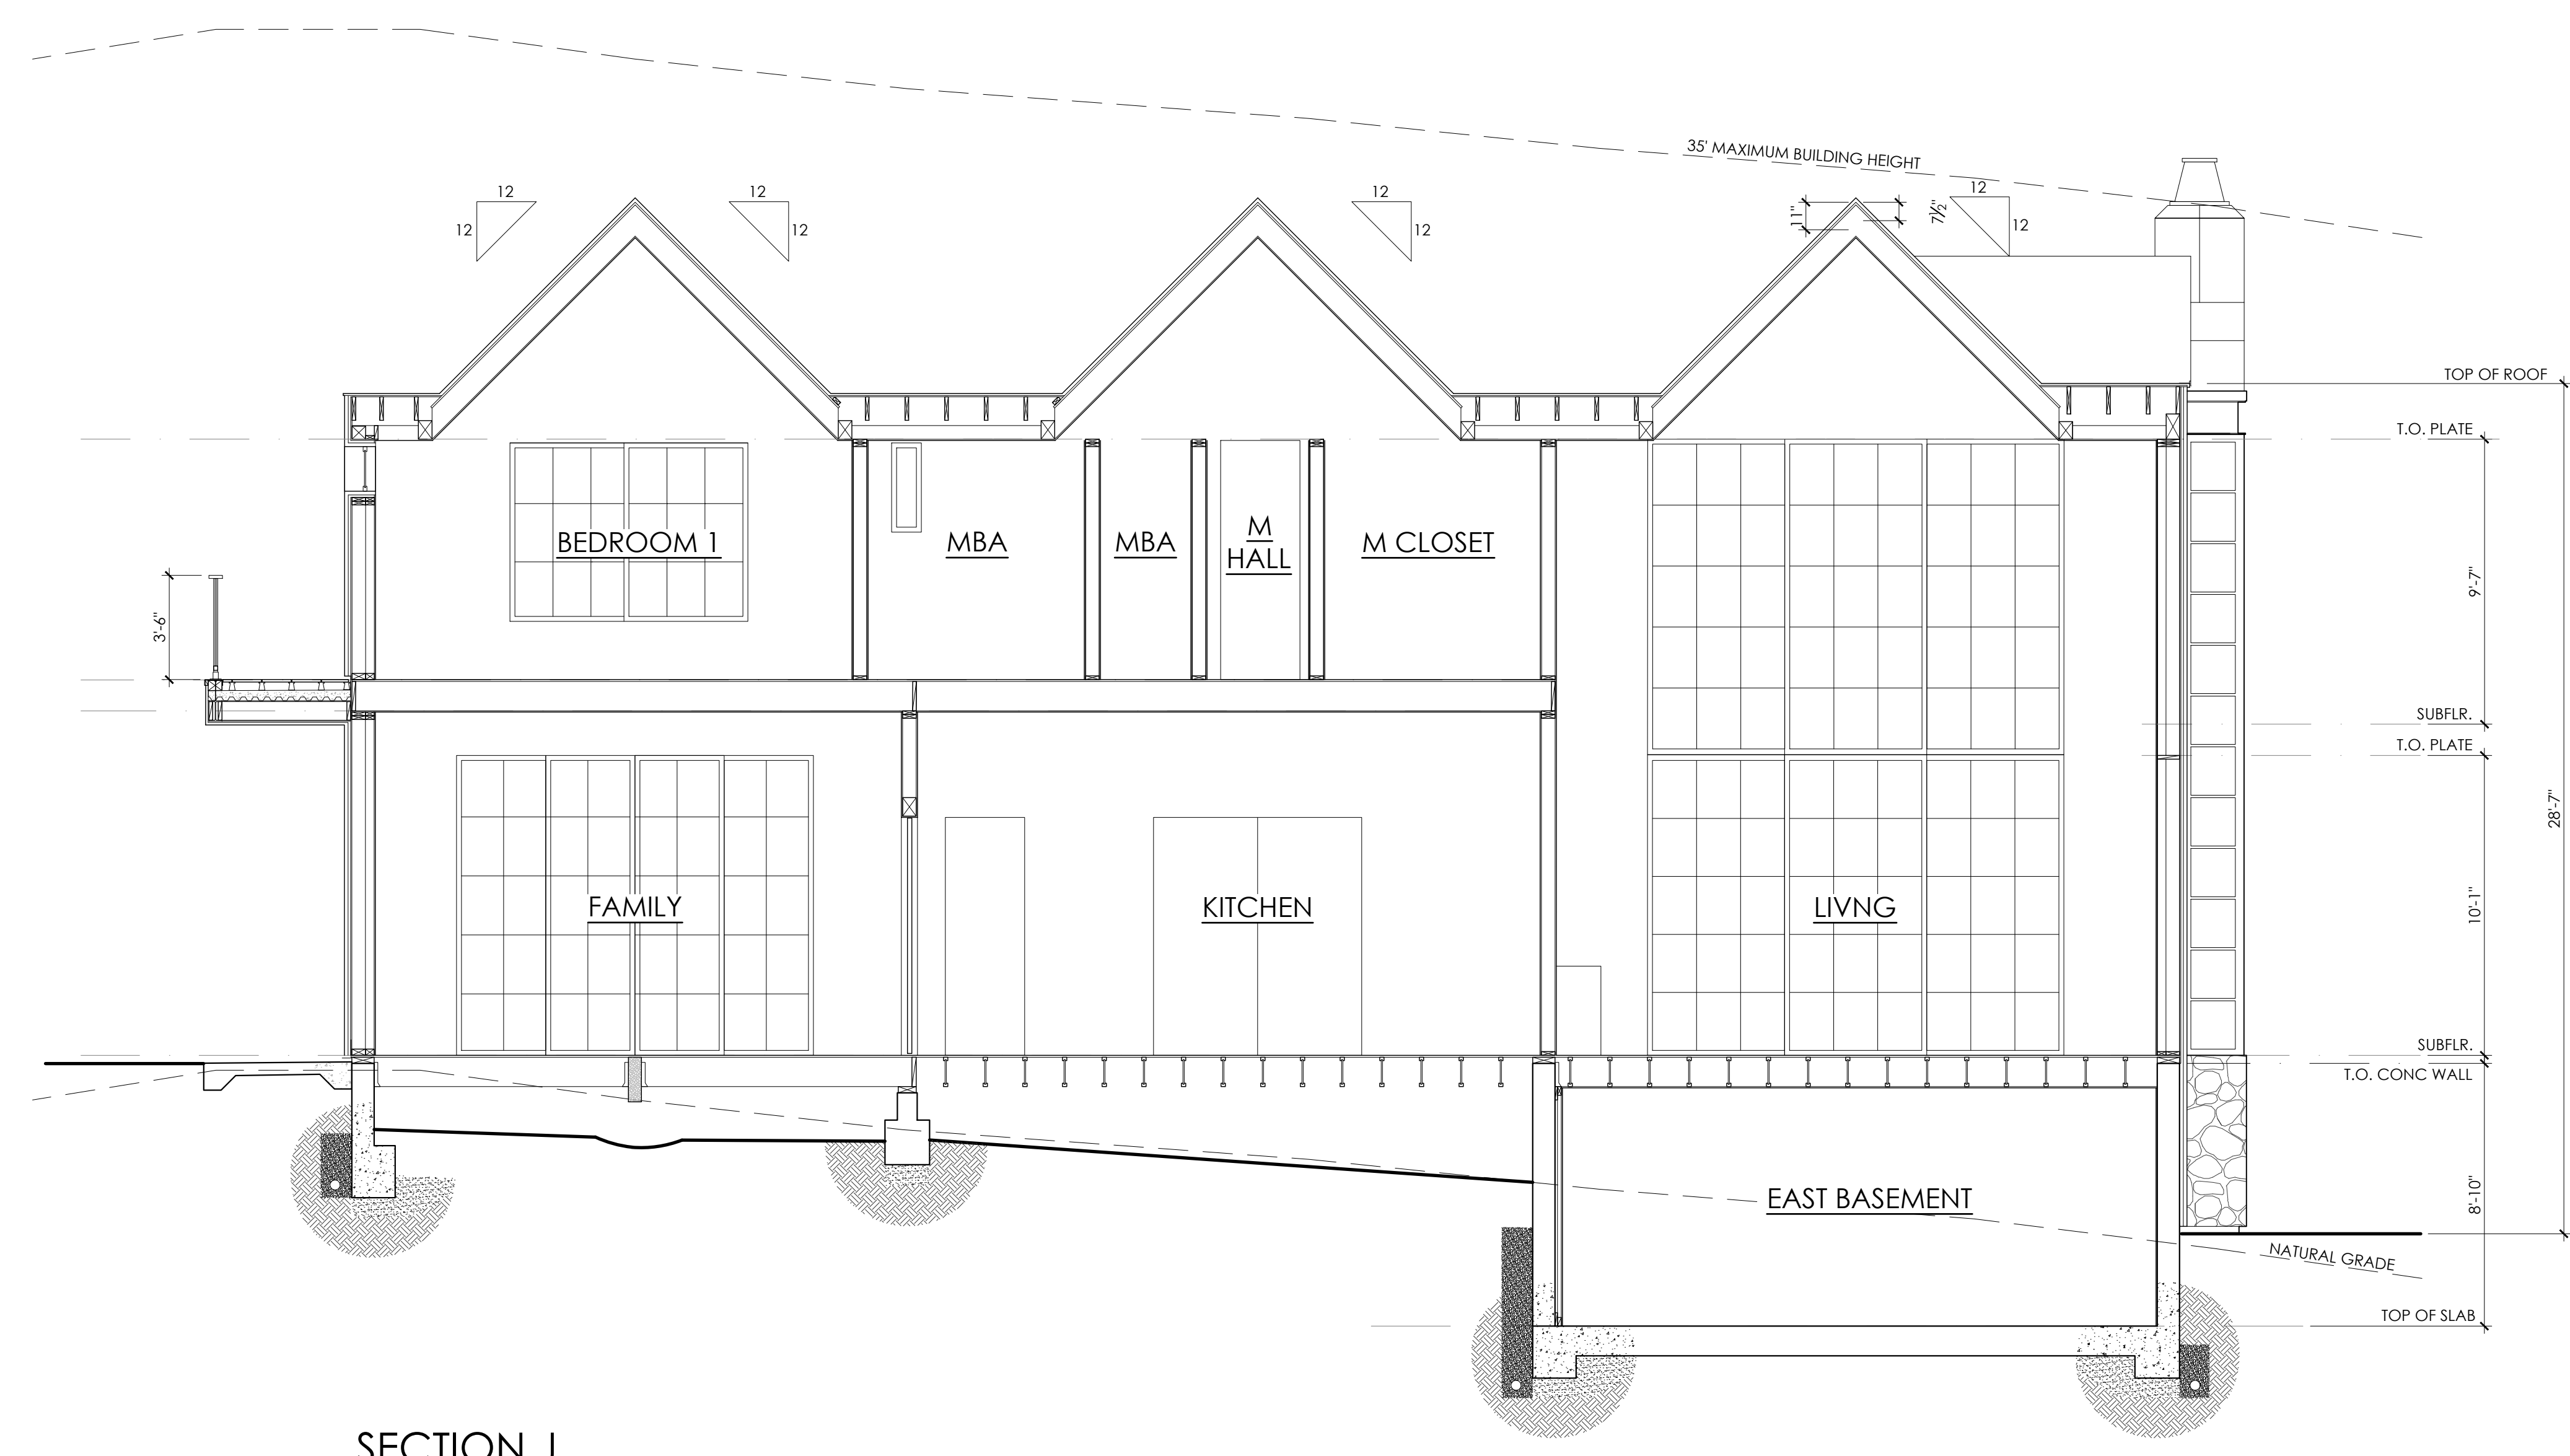 35' MAXIMUM BUILDING HEIGHT
12
12
12
12
12
12
11"
7½"
12
12
TOP OF ROOF
T.O. PLATE
BEDROOM 1
MBA
MBA
M
HALL
M CLOSET
9'-7"
3'-6"
SUBFLR.
T.O. PLATE
28'-7"
FAMILY
KITCHEN
LIVNG
10'-1"
SUBFLR.
T.O. CONC WALL
EAST BASEMENT
8'-10"
NATURAL GRADE
TOP OF SLAB
SECTION